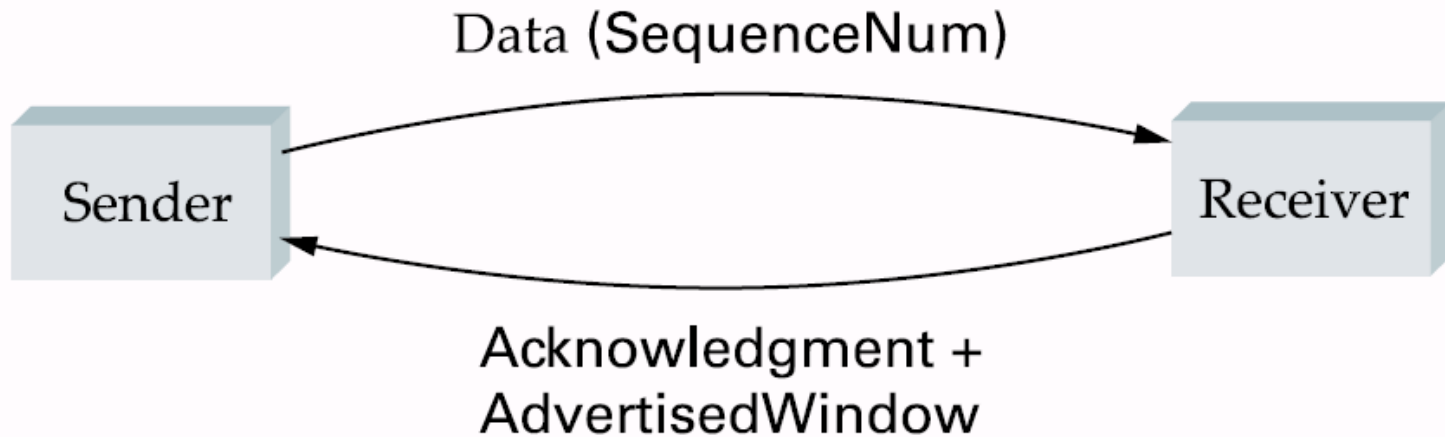 Data (SequenceNum)
Sender
Receiver
Acknowledgment +
AdvertisedWindow